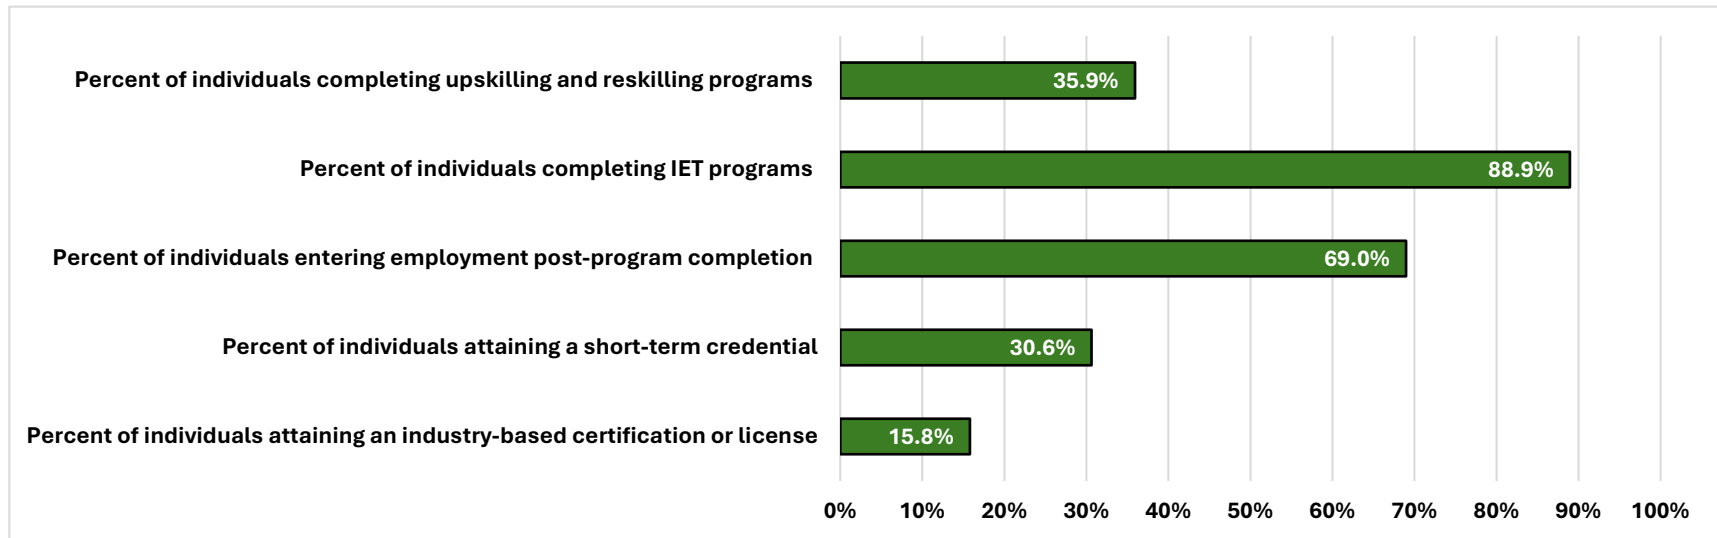 Percent of individuals completing upskilling and reskilling programs
35.9%
Percent of individuals completing IET programs
88.9%
Percent of individuals entering employment post-program completion
69.0%
Percent of individuals attaining a short-term credential
30.6%
Percent of individuals attaining an industry-based certification or license
15.8%
0% 10% 20% 30% 40% 50% 60% 70% 80% 90% 100%